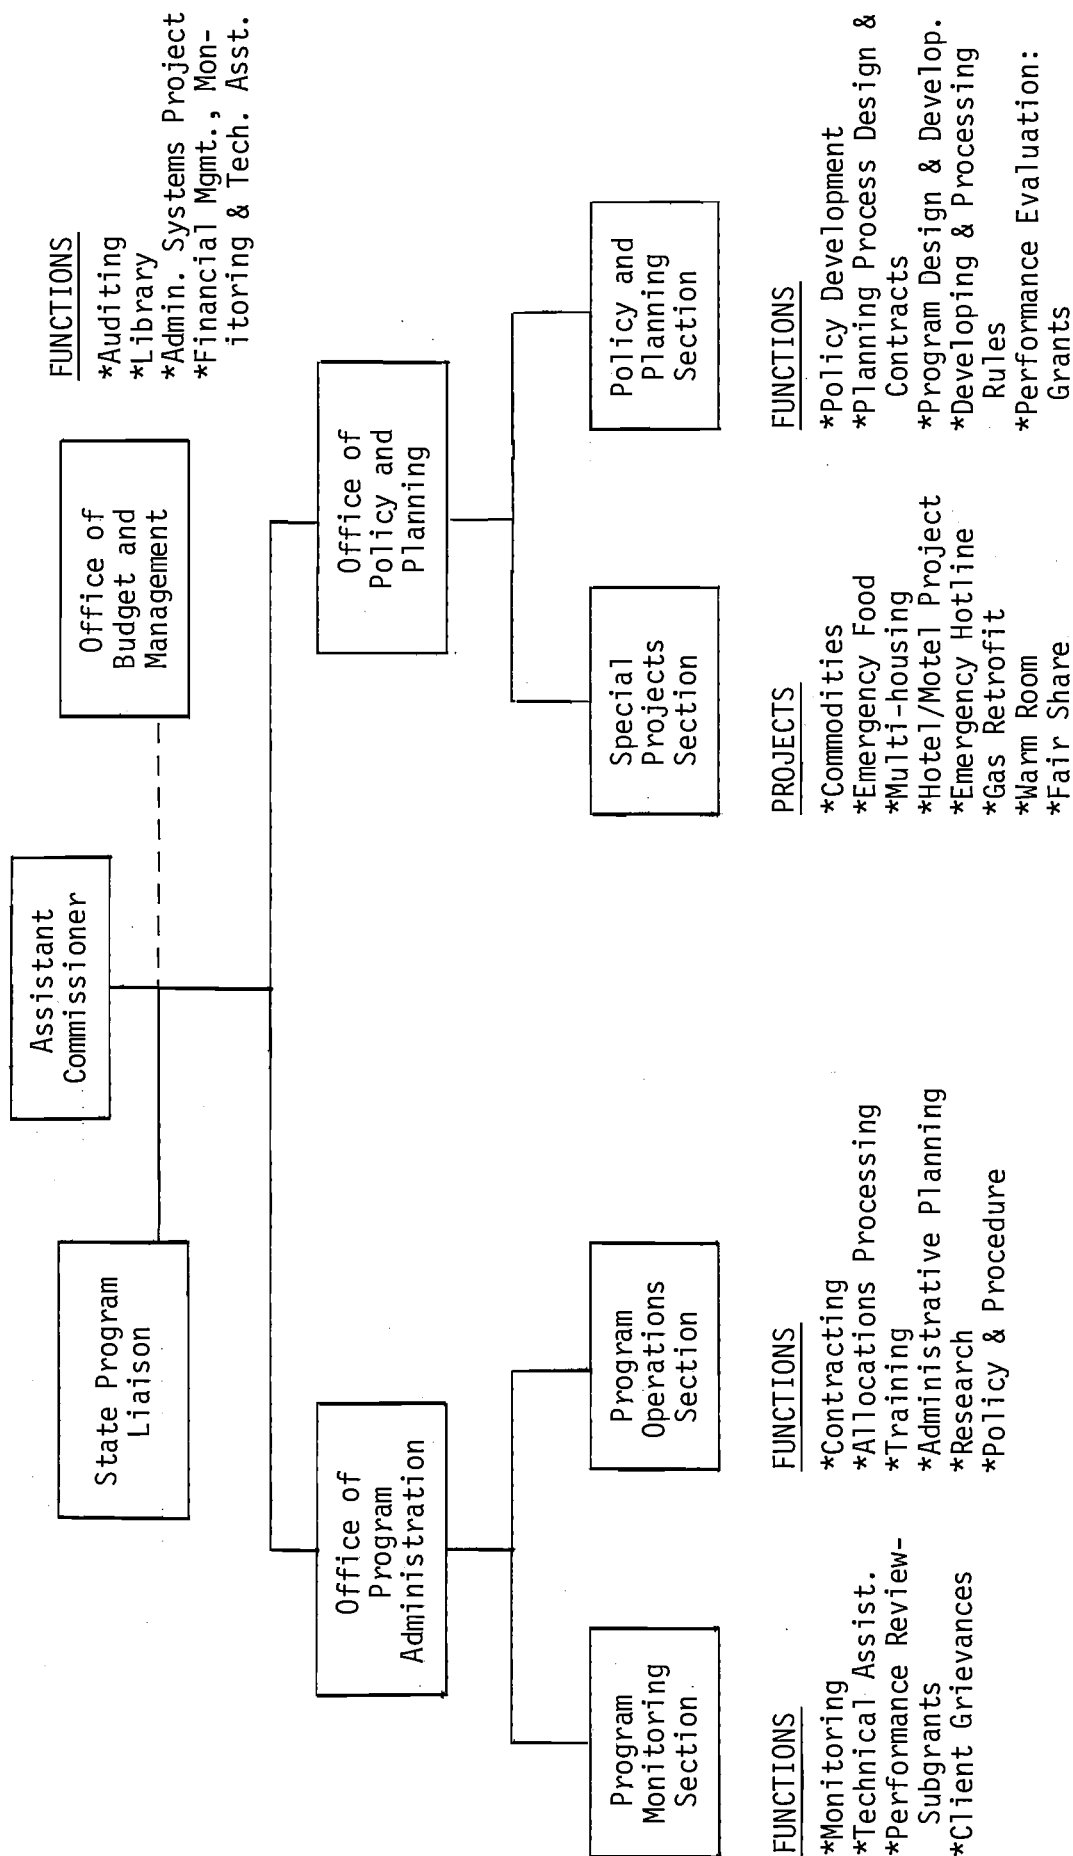 Assistant
Commissioner
State Program
Liaison
Office of
Budget and
Management
FUNCTIONS
*Auditing
*Library
*Admin. Systems Project
*Financial Mgmt., Mon-
itoring & Tech. Asst.
Office of
Program
Administration
Office of
Policy and
Planning
Program
Monitoring
Section
Program
Operations
Section
Special
Projects
Section
Policy and
Planning
Section
FUNCTIONS
*Monitoring
*Technical Assist.
*Performance Review-
Subgrants
*Client Grievances
FUNCTIONS
*Contracting
*Allocations Processing
*Training
*Administrative Planning
*Research
*Policy & Procedure
PROJECTS
*Commodities
*Emergency Food
*Multi-housing
*Hotel/Motel Project
*Emergency Hotline
*Gas Retrofit
*Warm Room
*Fair Share
FUNCTIONS
*Policy Development
*Planning Process Design &
Contracts
*Program Design & Develop.
*Developing & Processing
Rules
*Performance Evaluation:
Grants